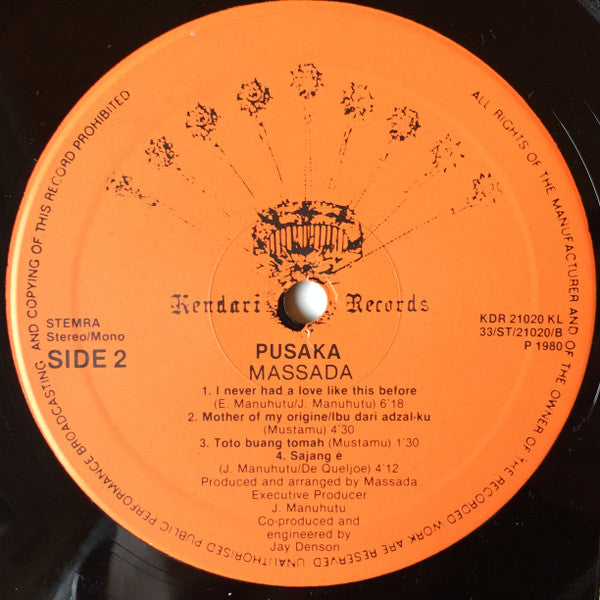 UNAUTHORISED PUBLIC PERFORMANCE BROADCASTING, AND COPYING OF THIS RECORD PROHIBITED
ALL RIGHTS OF THE MANUFACTURER AND OF THE OWNER OF THE RECORDED WORK ARE RESERVED.
Kendari Records
STEMRA
Stereo/Mono
SIDE 2
KDR 21020 KL
33/ST/21020/B
P 1980
PUSAKA
MASSADA
1. I never had a love like this before
(E. Manuhutu/J. Manuhutu) 6'18
2. Mother of my origine/Ibu dari adzal-ku
(Mustamu) 4'30
3. Toto buang tomah (Mustamu) 1'30
4. Sajang é
(J. Manuhutu/De Queljoe) 4'12
Produced and arranged by Massada
Executive Producer
J. Manuhutu
Co-produced and
engineered by
Jay Denson